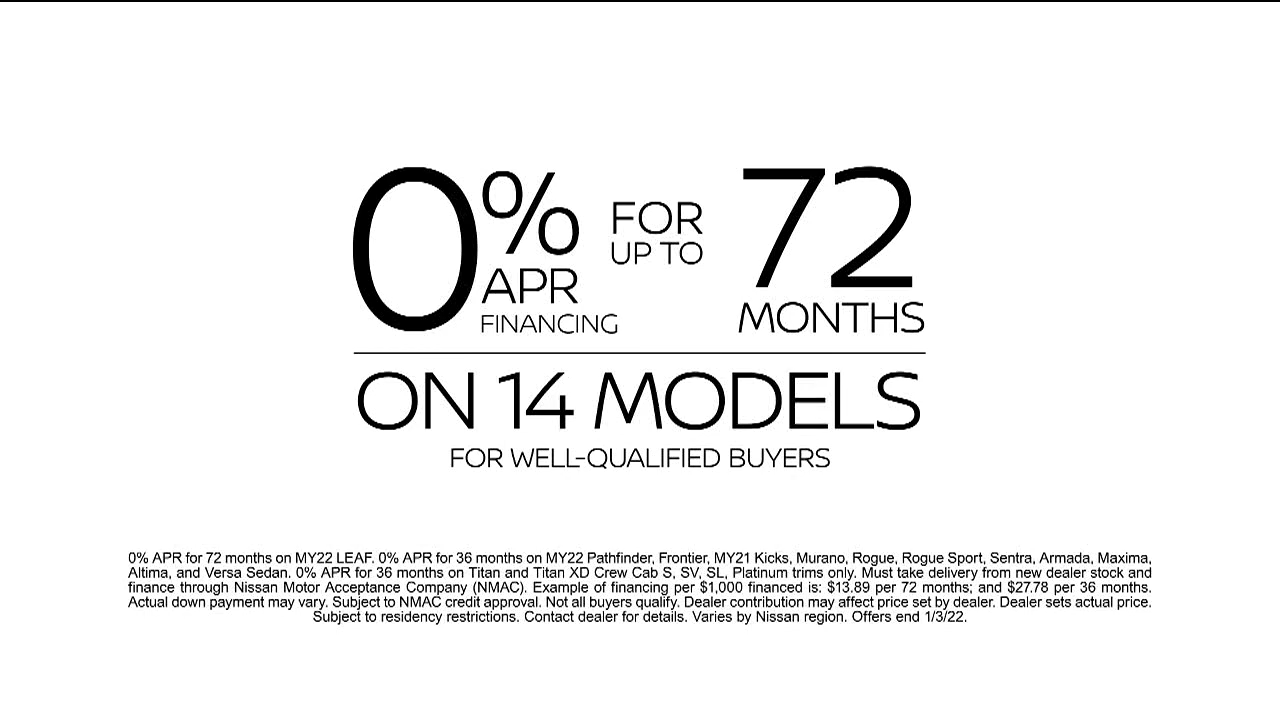 0% APR FINANCING FOR UP TO 72 MONTHS
ON 14 MODELS
FOR WELL-QUALIFIED BUYERS
0% APR for 72 months on MY22 LEAF. 0% APR for 36 months on MY22 Pathfinder, Frontier, MY21 Kicks, Murano, Rogue, Rogue Sport, Sentra, Armada, Maxima,
Altima, and Versa Sedan. 0% APR for 36 months on Titan and Titan XD Crew Cab S, SV, SL, Platinum trims only. Must take delivery from new dealer stock and
finance through Nissan Motor Acceptance Company (NMAC). Example of financing per $1,000 financed is: $13.89 per 72 months; and $27.78 per 36 months.
Actual down payment may vary. Subject to NMAC credit approval. Not all buyers qualify. Dealer contribution may affect price set by dealer. Dealer sets actual price.
Subject to residency restrictions. Contact dealer for details. Varies by Nissan region. Offers end 1/3/22.